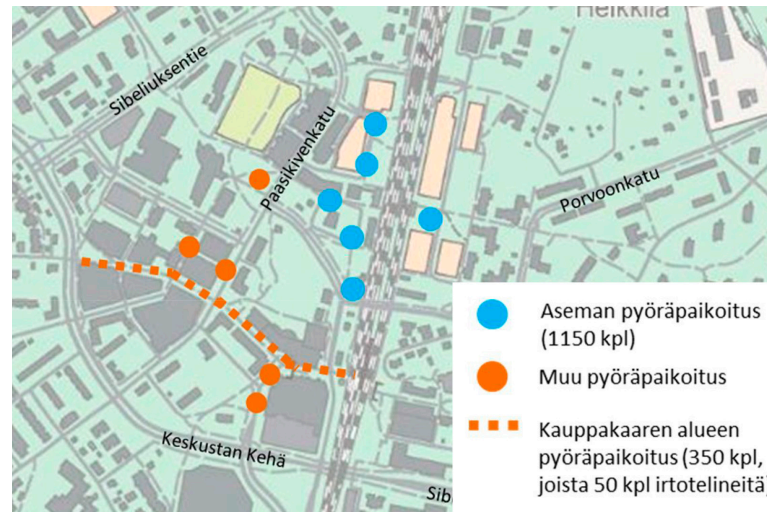 Heikkilä
Sibeliuksentie
Paasikivenkatu
Porvoonkatu
Keskustan Kehä
Sib
Aseman pyöräpaikoitus
(1150 kpl)
Muu pyöräpaikoitus
Kauppakaaren alueen
pyöräpaikoitus (350 kpl,
joista 50 kpl irtotelineitä)